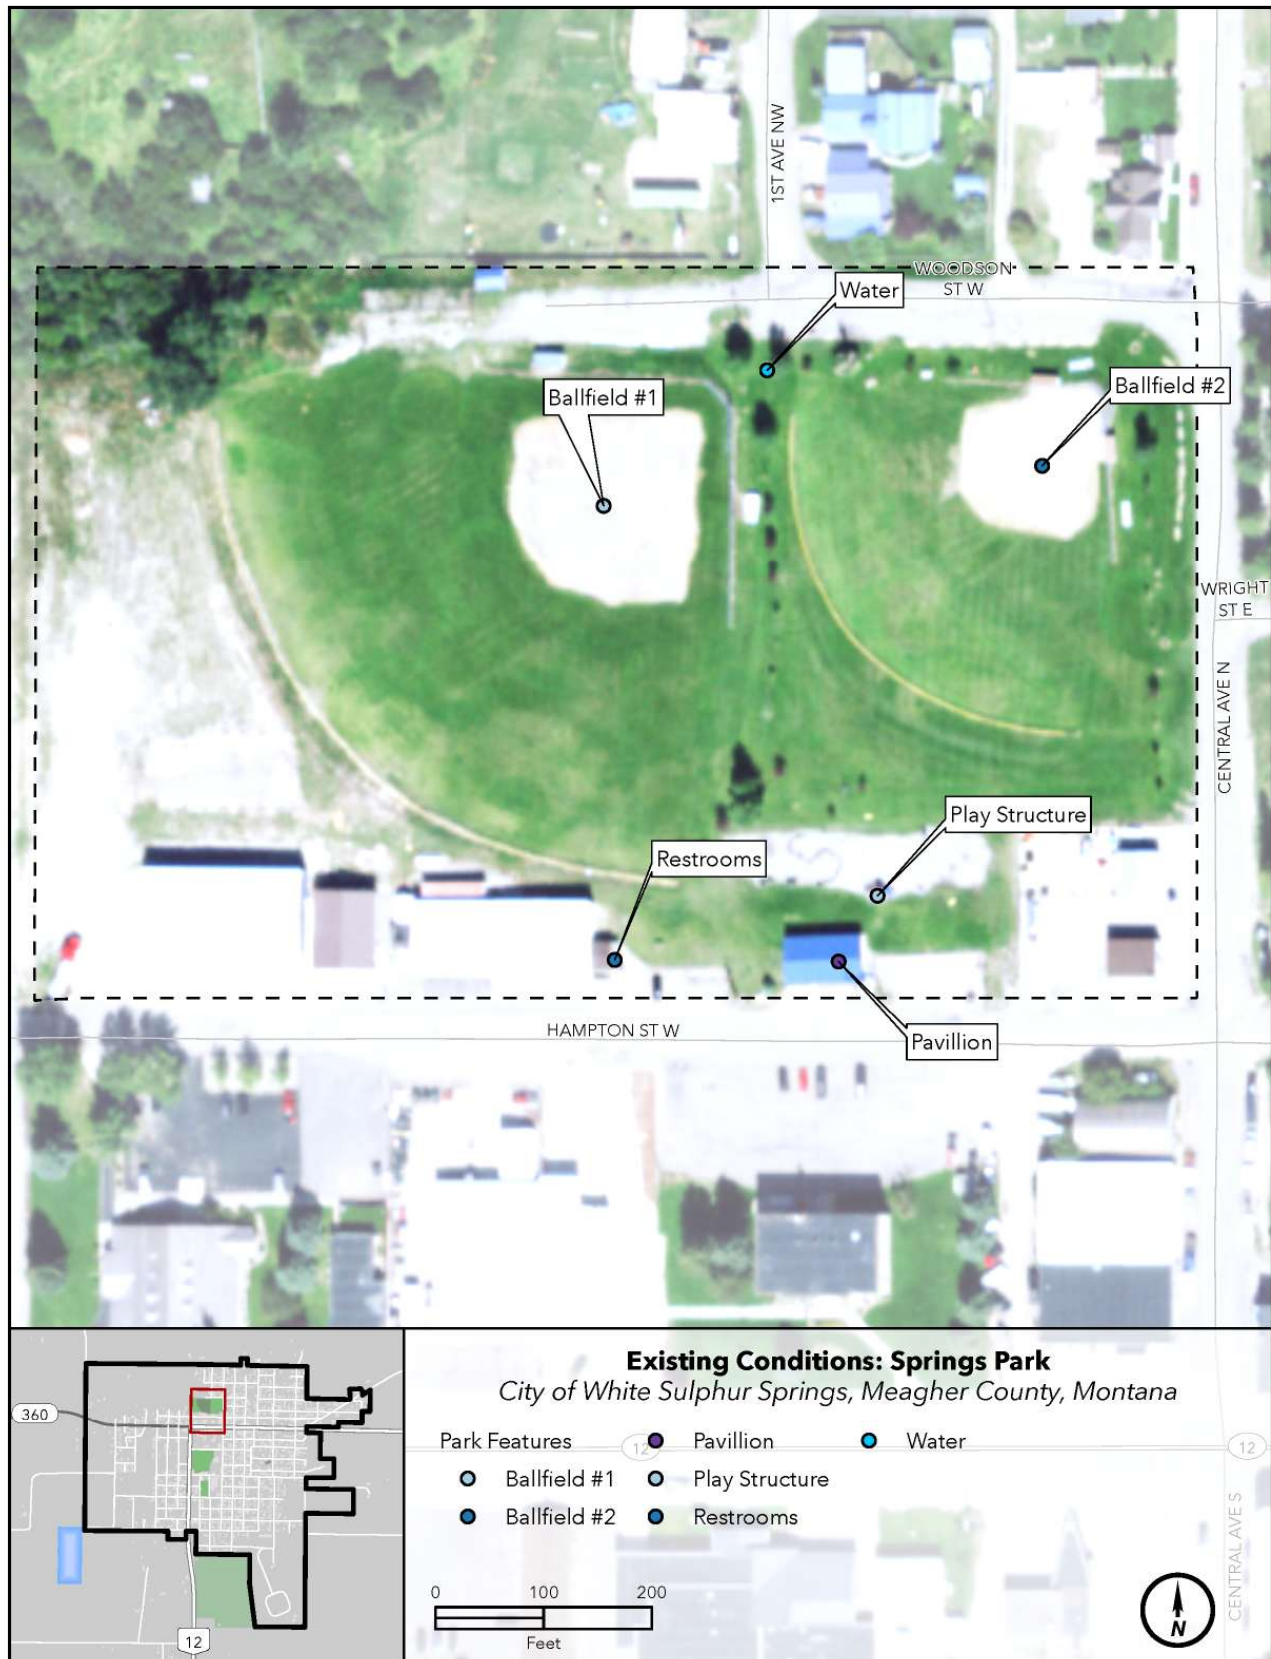 1ST AVE NW
WOODSON
ST W
Water
Ballfield #1
Ballfield #2
WRIGHT
ST E
CENTRAL AVE N
Play Structure
Restrooms
HAMPTON ST W
Pavillion
360
12
Existing Conditions: Springs Park
City of White Sulphur Springs, Meagher County, Montana
Park Features
Ballfield #1
Ballfield #2
Pavillion
Play Structure
Restrooms
Water
12
12
CENTRAL AVE S
0 100 200
Feet
N